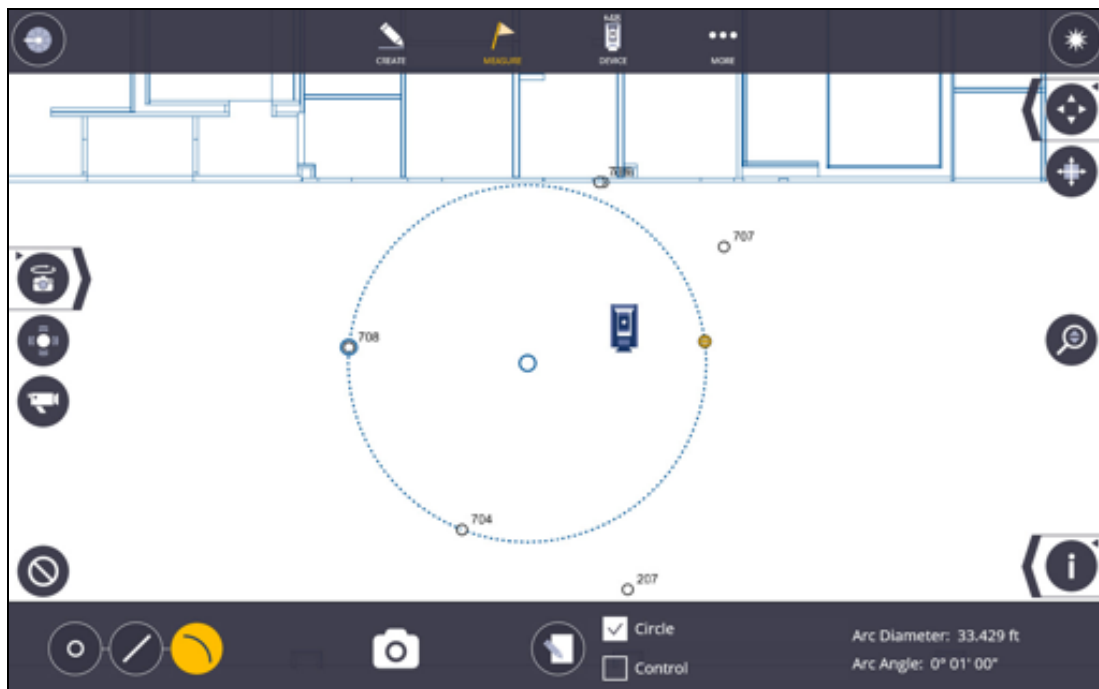 CREATE
MEASURE
DEVICE
MORE
707
708
704
207
Circle
Control
Arc Diameter: 33.429 ft
Arc Angle: 0° 01' 00"
i